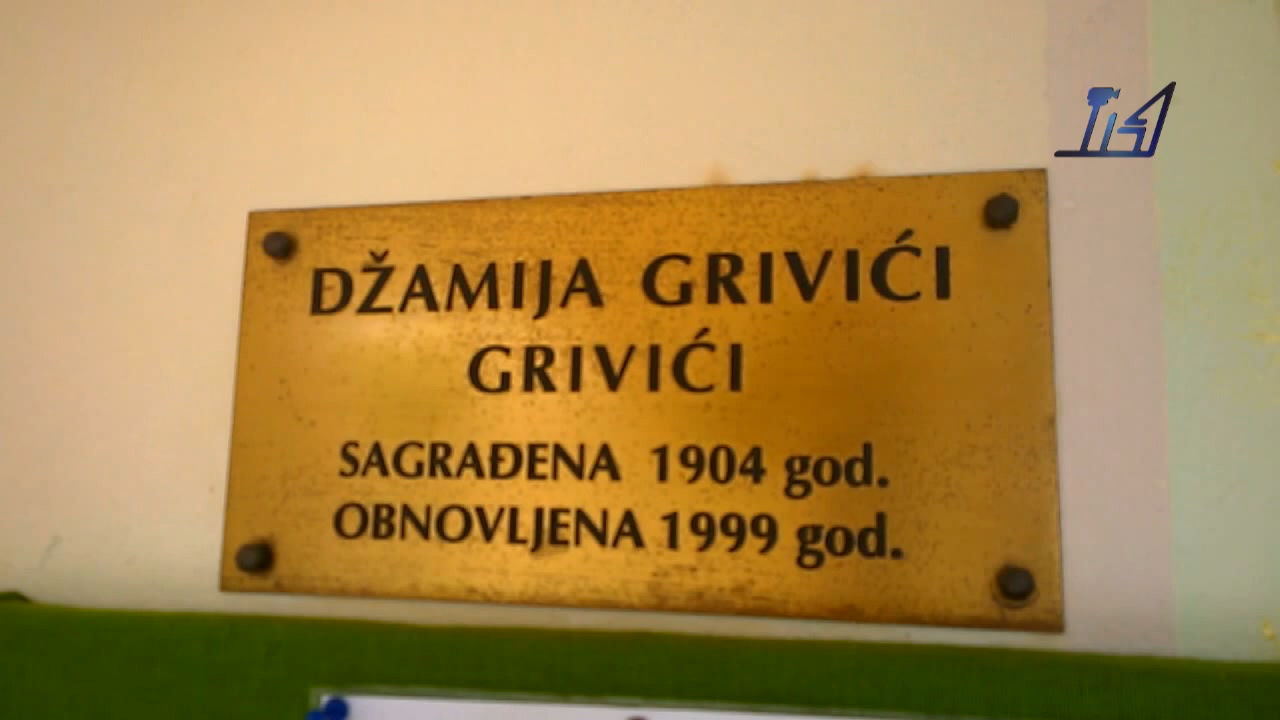 DŽAMIJA GRIVIĆI
GRIVIĆI
SAGRAĐENA 1904 god.
OBNOVLJENA 1999 god.